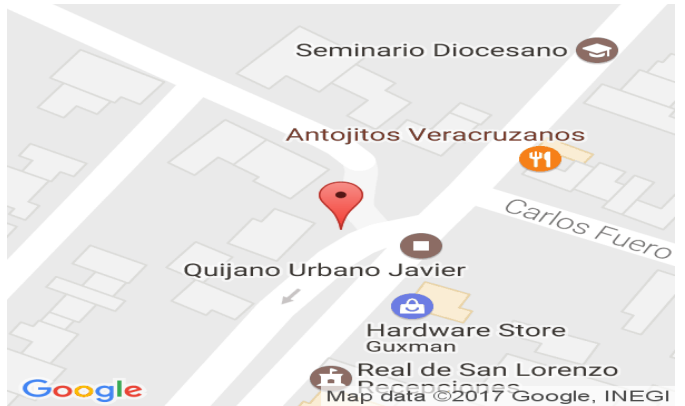 Seminario Diocesano
Antojitos Veracruzanos
Carlos Fuero
Quijano Urbano Javier
Hardware Store
Guxman
Real de San Lorenzo
Recepciones
Google
Map data ©2017 Google, INEGI